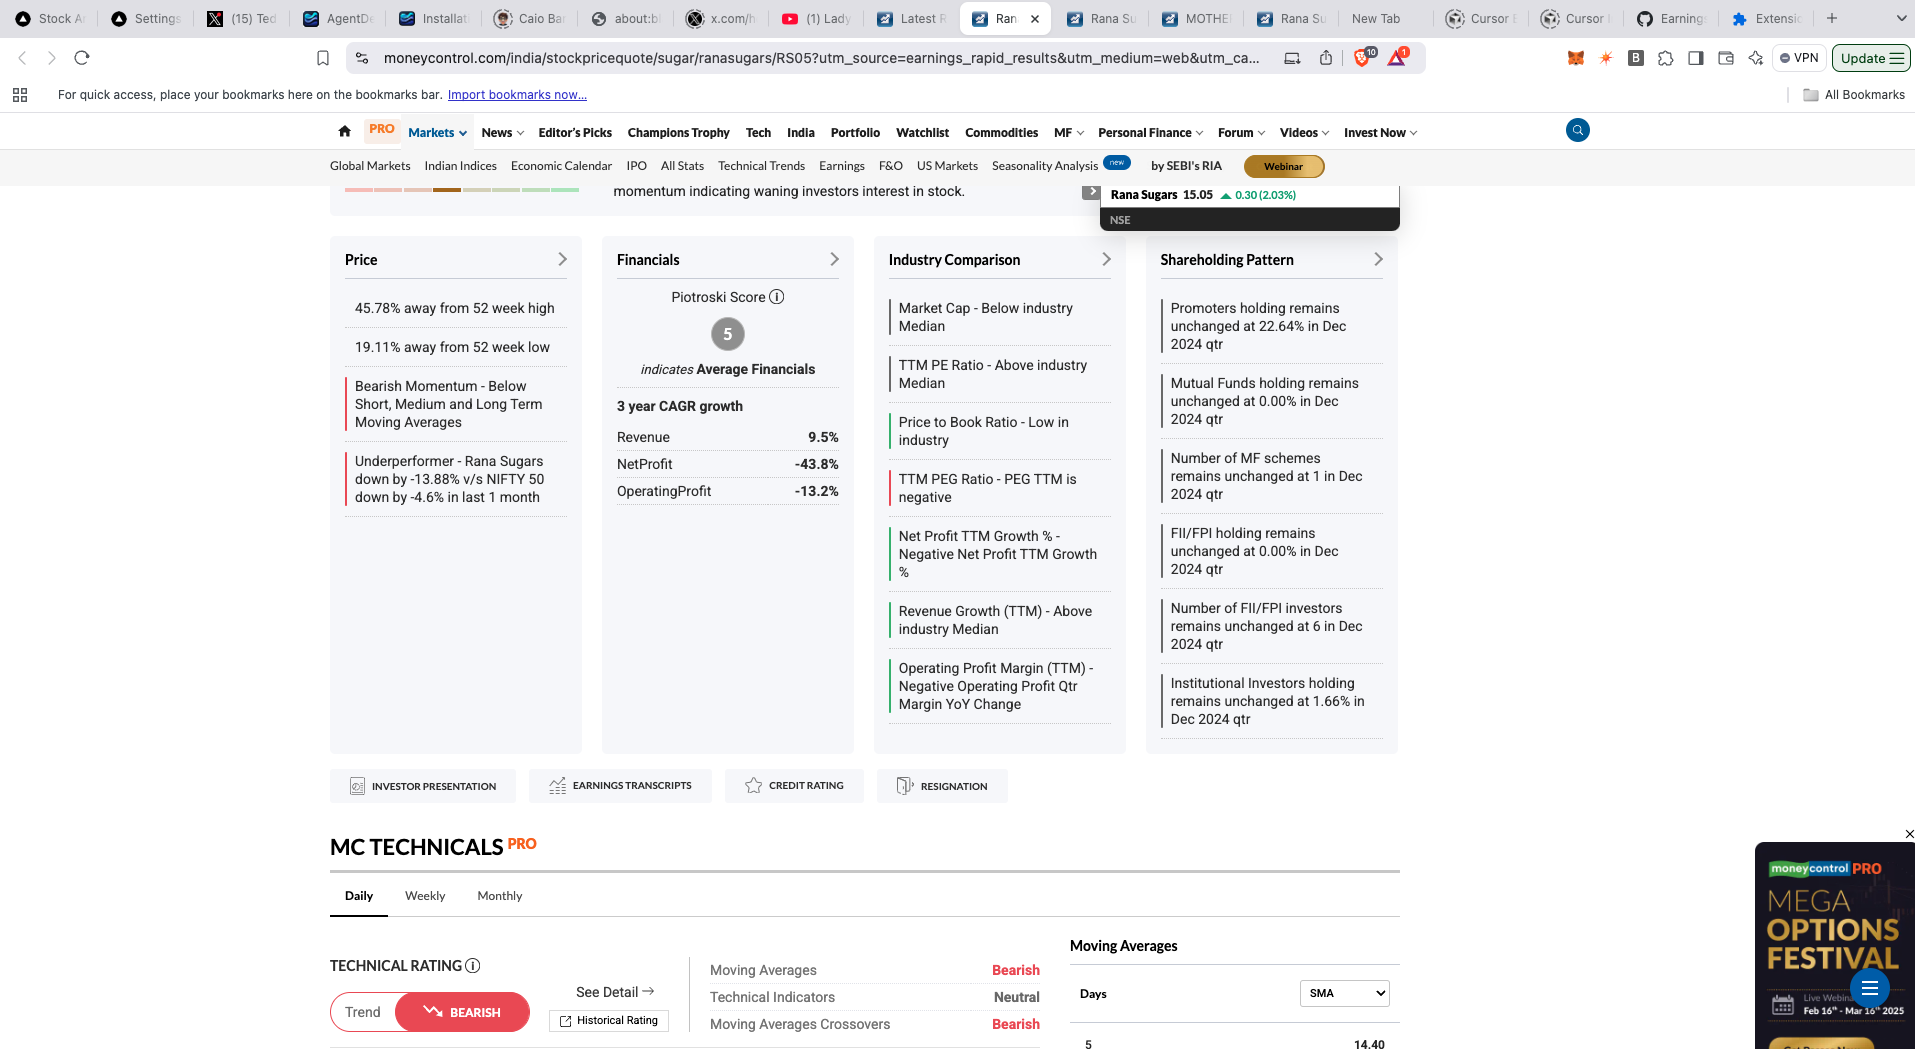 Stock A
Settings
(15) Ted
AgentDe
Installat
Caio Bar
about:bl
x.com/h
(1) Lady
Latest R
Ran
Rana Su
MOTHE
Rana Su
New Tab
Cursor E
Cursor I
Earnings
Extensio
moneycontrol.com/india/stockpricequote/sugar/ranasugars/RS05?utm_source=earnings_rapid_results&utm_medium=web&utm_ca...
10
1
B
VPN
Update
For quick access, place your bookmarks here on the bookmarks bar. Import bookmarks now...
All Bookmarks
PRO
Markets
News
Editor's Picks
Champions Trophy
Tech
India
Portfolio
Watchlist
Commodities
MF
Personal Finance
Forum
Videos
Invest Now
Global Markets
Indian Indices
Economic Calendar
IPO
All Stats
Technical Trends
Earnings
F&O
US Markets
Seasonality Analysis new
by SEBI's RIA
Webinar
momentum indicating waning investors interest in stock.
Rana Sugars 15.05 0.30 (2.03%)
NSE
Price
45.78% away from 52 week high
19.11% away from 52 week low
Bearish Momentum - Below
Short, Medium and Long Term
Moving Averages
Underperformer - Rana Sugars
down by -13.88% v/s NIFTY 50
down by -4.6% in last 1 month
Financials
Piotroski Score
5
indicates Average Financials
3 year CAGR growth
Revenue 9.5%
NetProfit -43.8%
OperatingProfit -13.2%
Industry Comparison
Market Cap - Below industry
Median
TTM PE Ratio - Above industry
Median
Price to Book Ratio - Low in
industry
TTM PEG Ratio - PEG TTM is
negative
Net Profit TTM Growth % -
Negative Net Profit TTM Growth
%
Revenue Growth (TTM) - Above
industry Median
Operating Profit Margin (TTM) -
Negative Operating Profit Qtr
Margin YoY Change
Shareholding Pattern
Promoters holding remains
unchanged at 22.64% in Dec
2024 qtr
Mutual Funds holding remains
unchanged at 0.00% in Dec
2024 qtr
Number of MF schemes
remains unchanged at 1 in Dec
2024 qtr
FII/FPI holding remains
unchanged at 0.00% in Dec
2024 qtr
Number of FII/FPI investors
remains unchanged at 6 in Dec
2024 qtr
Institutional Investors holding
remains unchanged at 1.66% in
Dec 2024 qtr
INVESTOR PRESENTATION
EARNINGS TRANSCRIPTS
CREDIT RATING
RESIGNATION
MC TECHNICALS PRO
Daily
Weekly
Monthly
TECHNICAL RATING
Trend BEARISH
See Detail
Historical Rating
Moving Averages Bearish
Technical Indicators Neutral
Moving Averages Crossovers Bearish
Moving Averages
Days SMA
5 14.40
moneycontrol PRO
MEGA
OPTIONS
FESTIVAL
Live Webin
Feb 16th - Mar 16th 2025